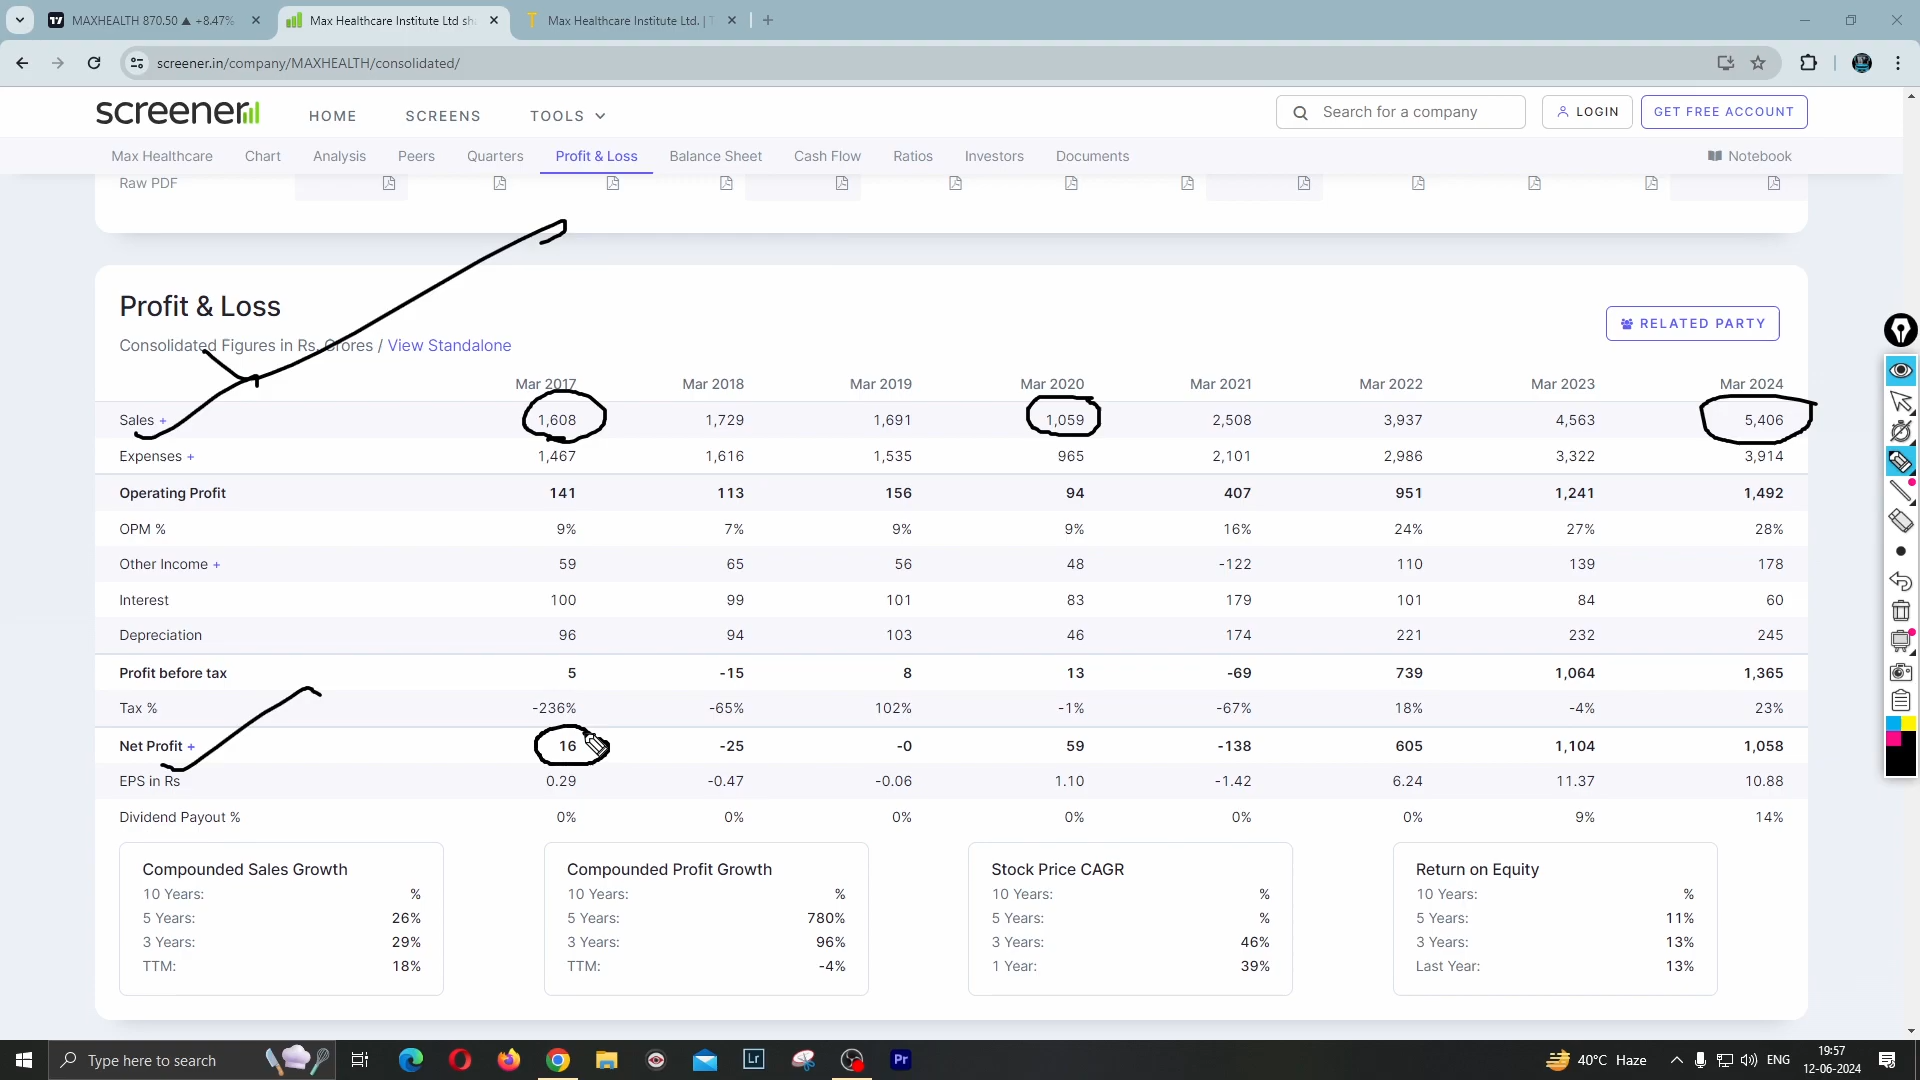 MAXHEALTH 870.50 ▲ +8.47%
Max Healthcare Institute Ltd sh
Max Healthcare Institute Ltd. | T
screener.in/company/MAXHEALTH/consolidated/
screener
HOME SCREENS TOOLS
Search for a company
LOGIN
GET FREE ACCOUNT
Max Healthcare Chart Analysis Peers Quarters Profit & Loss Balance Sheet Cash Flow Ratios Investors Documents Notebook
Raw PDF
Profit & Loss
Consolidated Figures in Rs. Crores / View Standalone
RELATED PARTY
Mar 2017 Mar 2018 Mar 2019 Mar 2020 Mar 2021 Mar 2022 Mar 2023 Mar 2024
Sales + 1,608 1,729 1,691 1,059 2,508 3,937 4,563 5,406
Expenses + 1,467 1,616 1,535 965 2,101 2,986 3,322 3,914
Operating Profit 141 113 156 94 407 951 1,241 1,492
OPM % 9% 7% 9% 9% 16% 24% 27% 28%
Other Income + 59 65 56 48 -122 110 139 178
Interest 100 99 101 83 179 101 84 60
Depreciation 96 94 103 46 174 221 232 245
Profit before tax 5 -15 8 13 -69 739 1,064 1,365
Tax % -236% -65% 102% -1% -67% 18% -4% 23%
Net Profit + 16 -25 -0 59 -138 605 1,104 1,058
EPS in Rs 0.29 -0.47 -0.06 1.10 -1.42 6.24 11.37 10.88
Dividend Payout % 0% 0% 0% 0% 0% 0% 9% 14%
Compounded Sales Growth
10 Years: %
5 Years: 26%
3 Years: 29%
TTM: 18%
Compounded Profit Growth
10 Years: %
5 Years: 780%
3 Years: 96%
TTM: -4%
Stock Price CAGR
10 Years: %
5 Years: %
3 Years: 46%
1 Year: 39%
Return on Equity
10 Years: %
5 Years: 11%
3 Years: 13%
Last Year: 13%
Type here to search
Lr
Pr
40°C Haze
ENG
19:57
12-06-2024